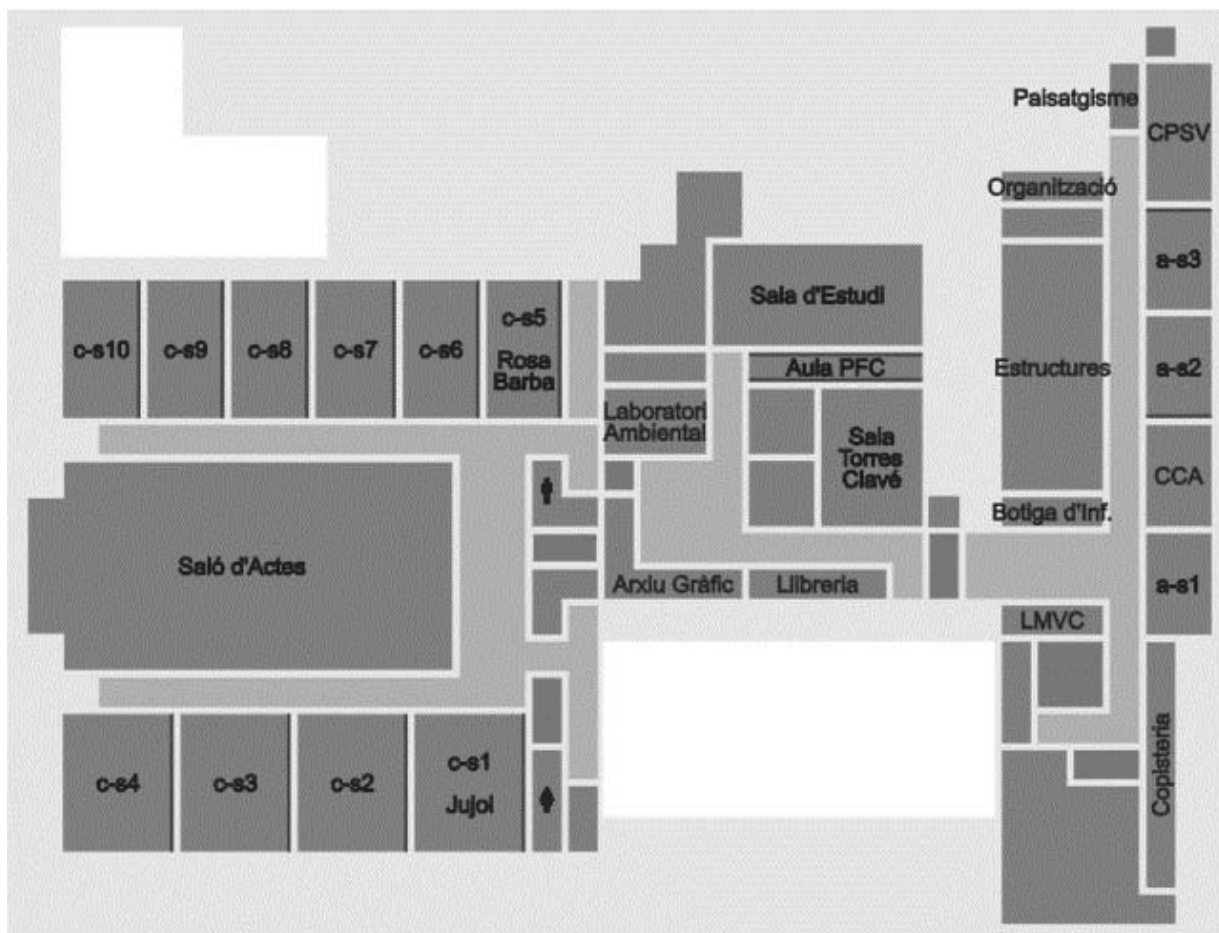 Paisatgisme
CPSV
Organització
a-s3
Sala d'Estudi
c-s5
Rosa
Barba
c-s10
c-s9
c-s8
c-s7
c-s6
Aula PFC
Estructures
a-s2
Laboratori
Ambiental
Sala
Torres
Clavé
CCA
Botiga d'Inf.
Saló d'Actes
Arxiu Gràfic
Llibreria
a-s1
LMVC
Copisteria
c-s4
c-s3
c-s2
c-s1
Jujol